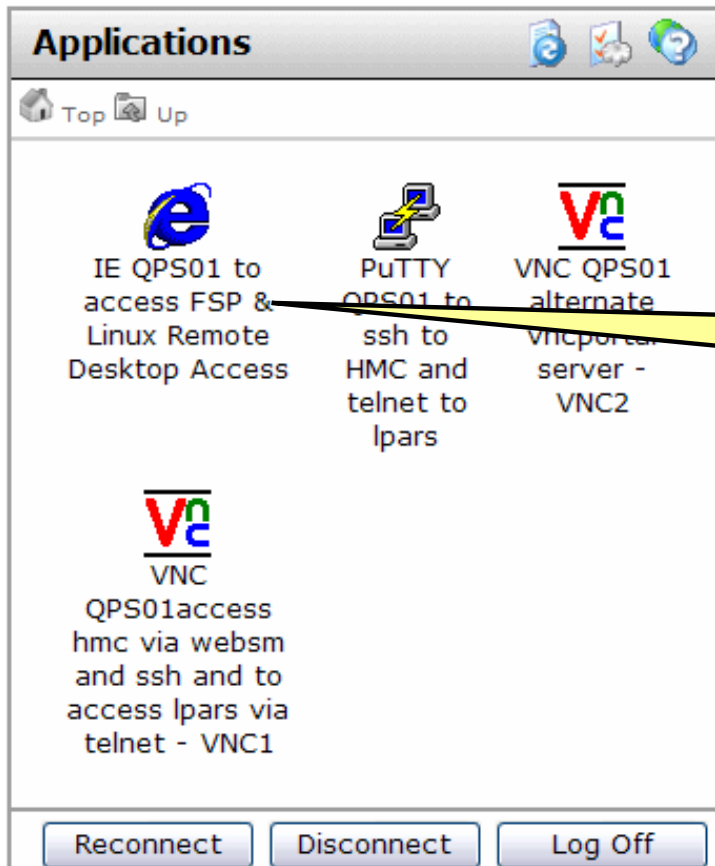 Applications
Top Up
IE QPS01 to
access FSP &
Linux Remote
Desktop Access
PuTTY
QPS01 to
ssh to
HMC and
telnet to
lpars
VNC QPS01
alternate
vncportal
server -
VNC2
VNC
QPS01access
hmc via websm
and ssh and to
access lpars via
telnet - VNC1
Reconnect Disconnect Log Off